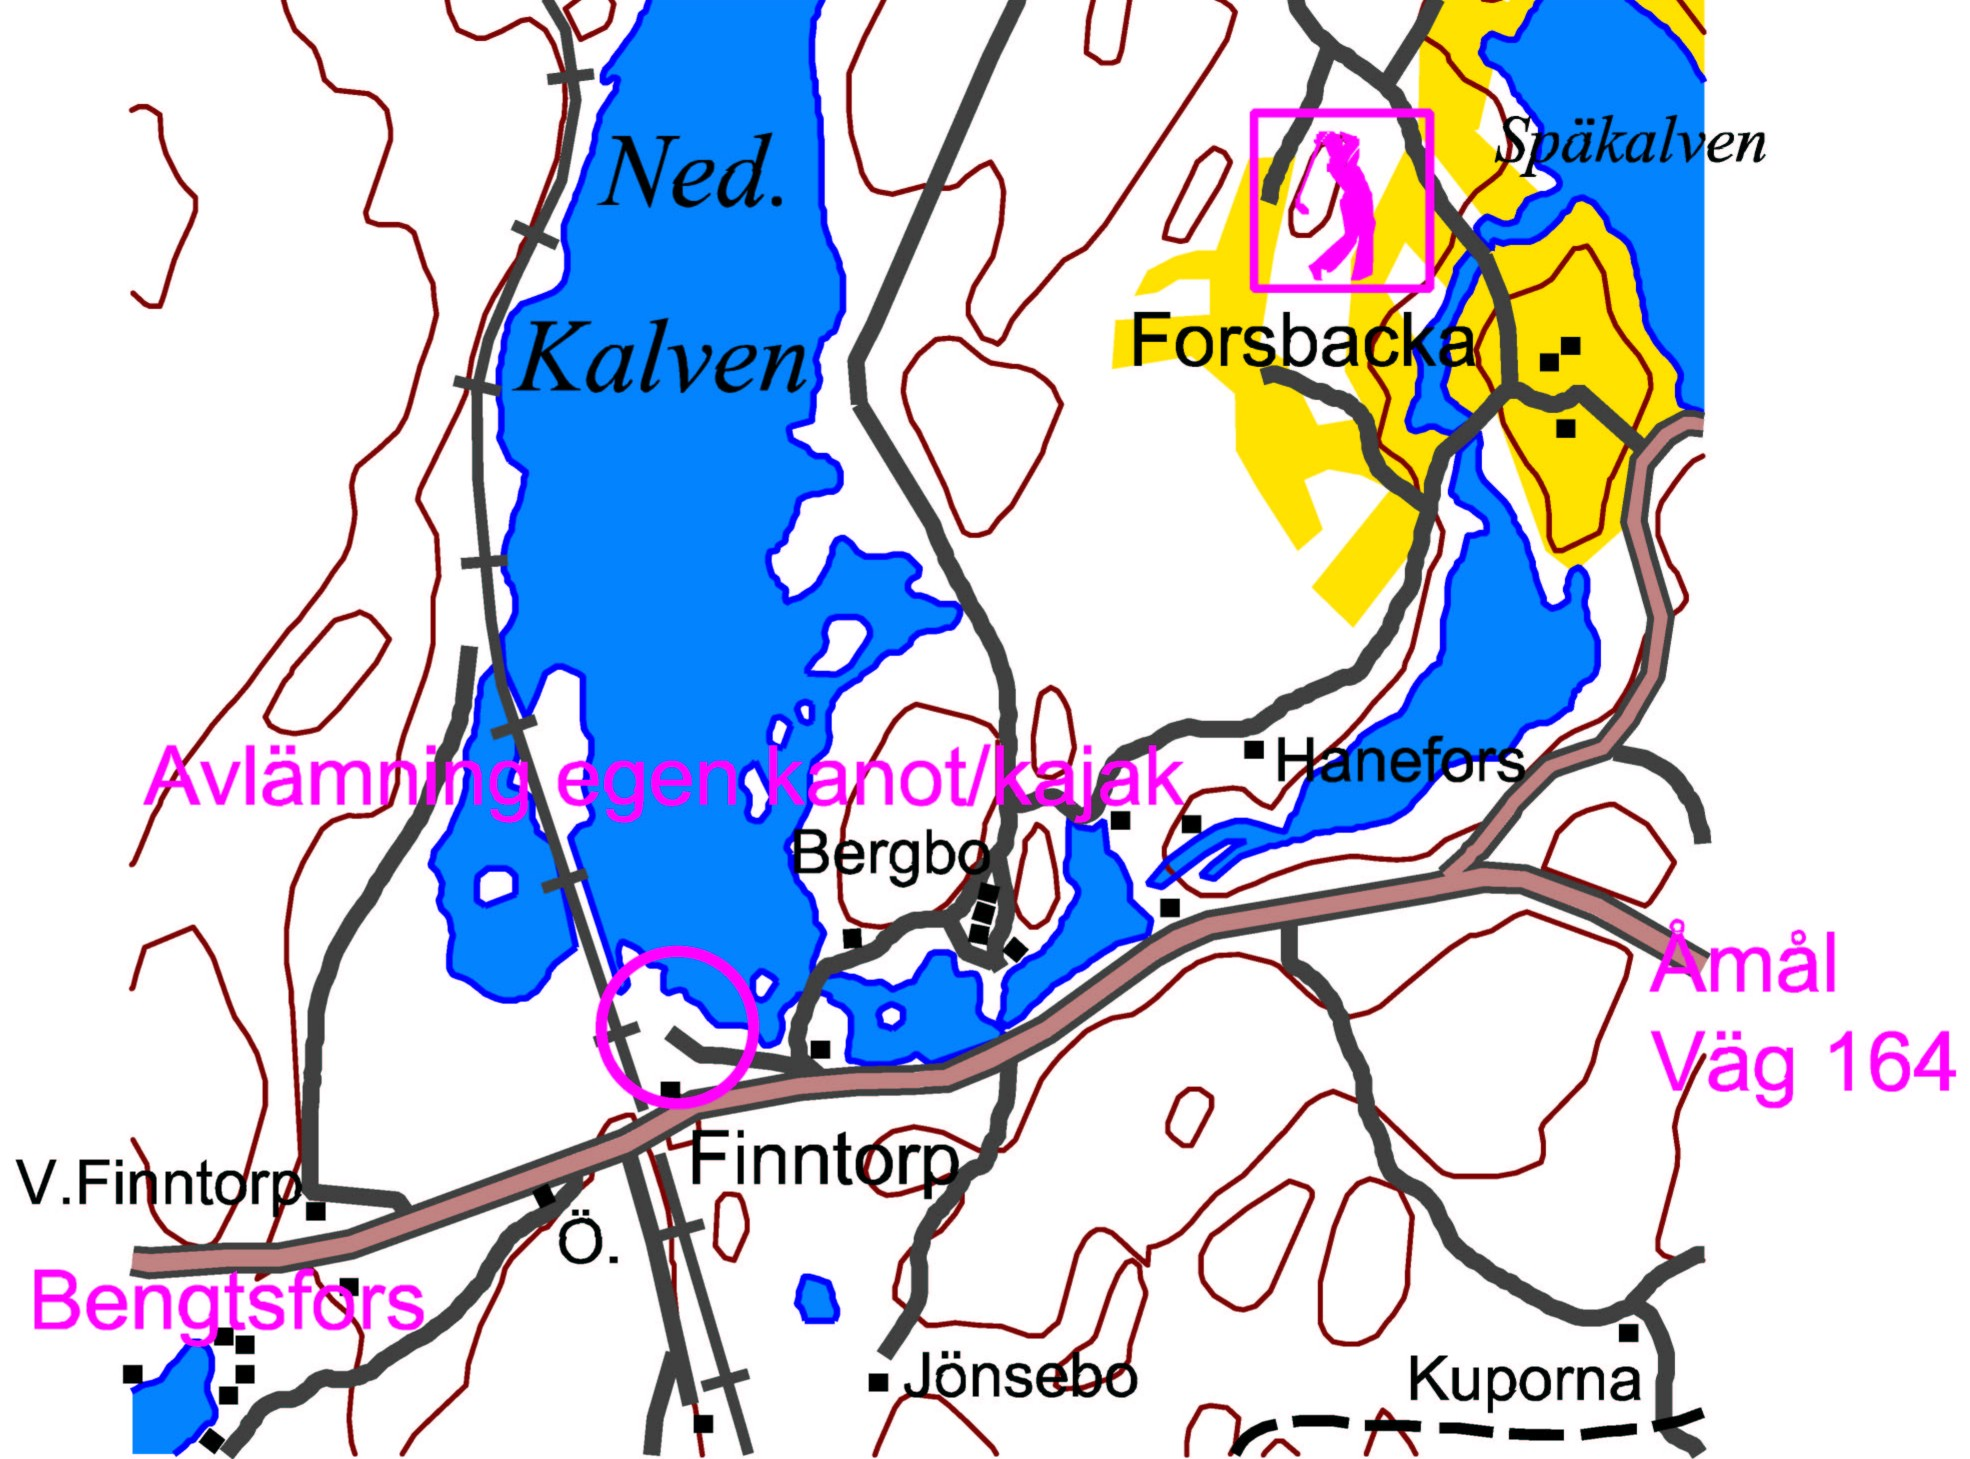 Ned.
Kalven
Späkalven
Forsbacka
Avlämning egen kanot/kajak
Hanefors
Bergbo
Åmål
Väg 164
Finntorp
V.Finntorp
Ö.
Bengtsfors
Jönsebo
Kuporna